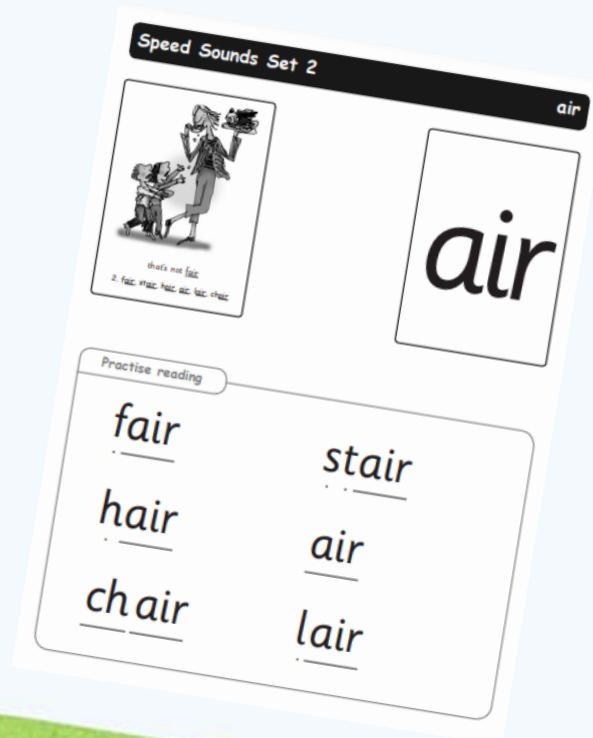 Speed Sounds Set 2
air
that's not fair
2. fair stair hair air lair chair
air
Practise reading
fair
stair
hair
air
chair
lair